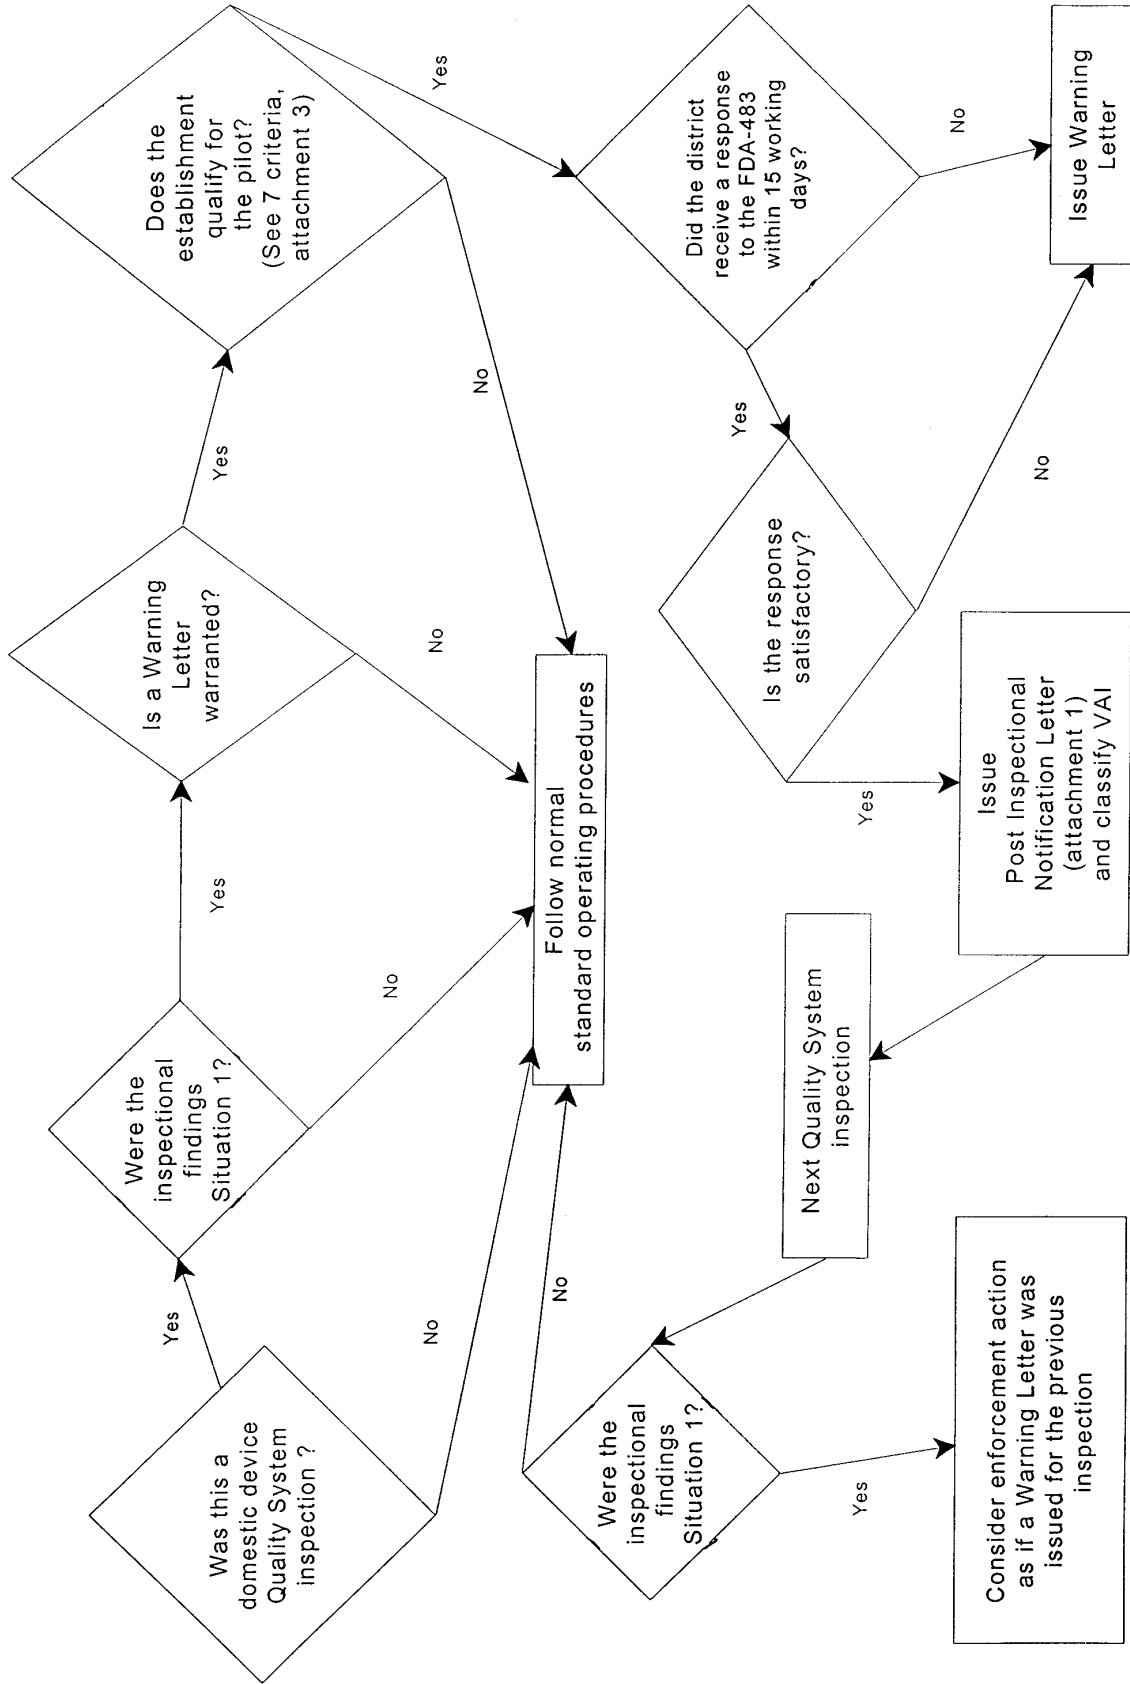 Was this a
domestic device
Quality System
inspection ?
Yes
No
Were the
inspectional
findings
Situation 1?
Yes
No
Is a Warning
Letter
warranted?
Yes
No
Does the
establishment
qualify for
the pilot?
(See 7 criteria,
attachment 3)
Yes
No
Follow normal
standard operating procedures
Did the district
receive a response
to the FDA-483
within 15 working
days?
Yes
No
Is the response
satisfactory?
Yes
No
Issue Warning
Letter
Issue
Post Inspectional
Notification Letter
(attachment 1)
and classify VAI
Next Quality System
inspection
Were the
inspectional
findings
Situation 1?
No
Yes
Consider enforcement action
as if a Warning Letter was
issued for the previous
inspection